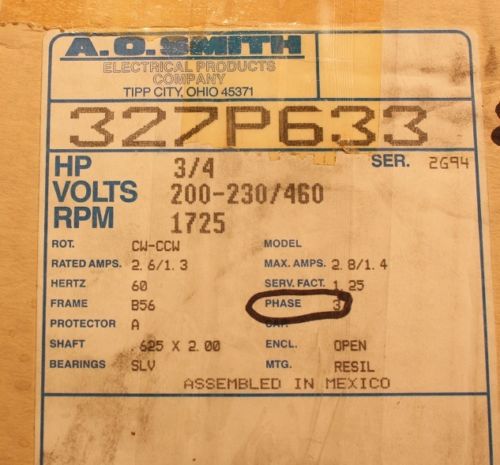 A.O. SMITH
ELECTRICAL PRODUCTS
COMPANY
TIPP CITY, OHIO 45371
327P633
HP 3/4 SER. 2G94
VOLTS 200-230/460
RPM 1725
ROT. CW-CCW MODEL
RATED AMPS. 2.6/1.3 MAX. AMPS. 2.8/1.4
HERTZ 60 SERV. FACT. 1.25
FRAME B56 PHASE 3
PROTECTOR A CAP.
SHAFT .625 X 2.00 ENCL. OPEN
BEARINGS SLV MTG. RESIL
ASSEMBLED IN MEXICO